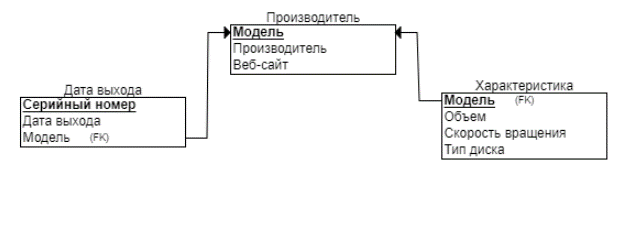 Производитель
Модель
Производитель
Веб-сайт
Дата выхода
Серийный номер
Дата выхода
Модель (FK)
Характеристика
Модель (FK)
Объем
Скорость вращения
Тип диска